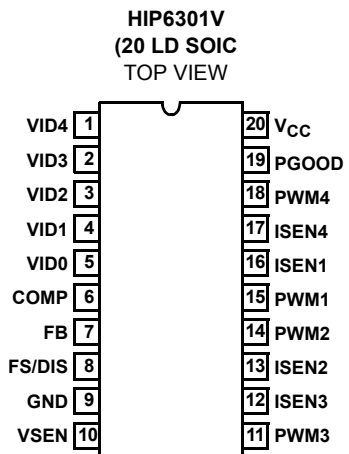 HIP6301V
(20 LD SOIC
TOP VIEW
VID4 1 20 VCC
VID3 2 19 PGOOD
VID2 3 18 PWM4
VID1 4 17 ISEN4
VID0 5 16 ISEN1
COMP 6 15 PWM1
FB 7 14 PWM2
FS/DIS 8 13 ISEN2
GND 9 12 ISEN3
VSEN 10 11 PWM3